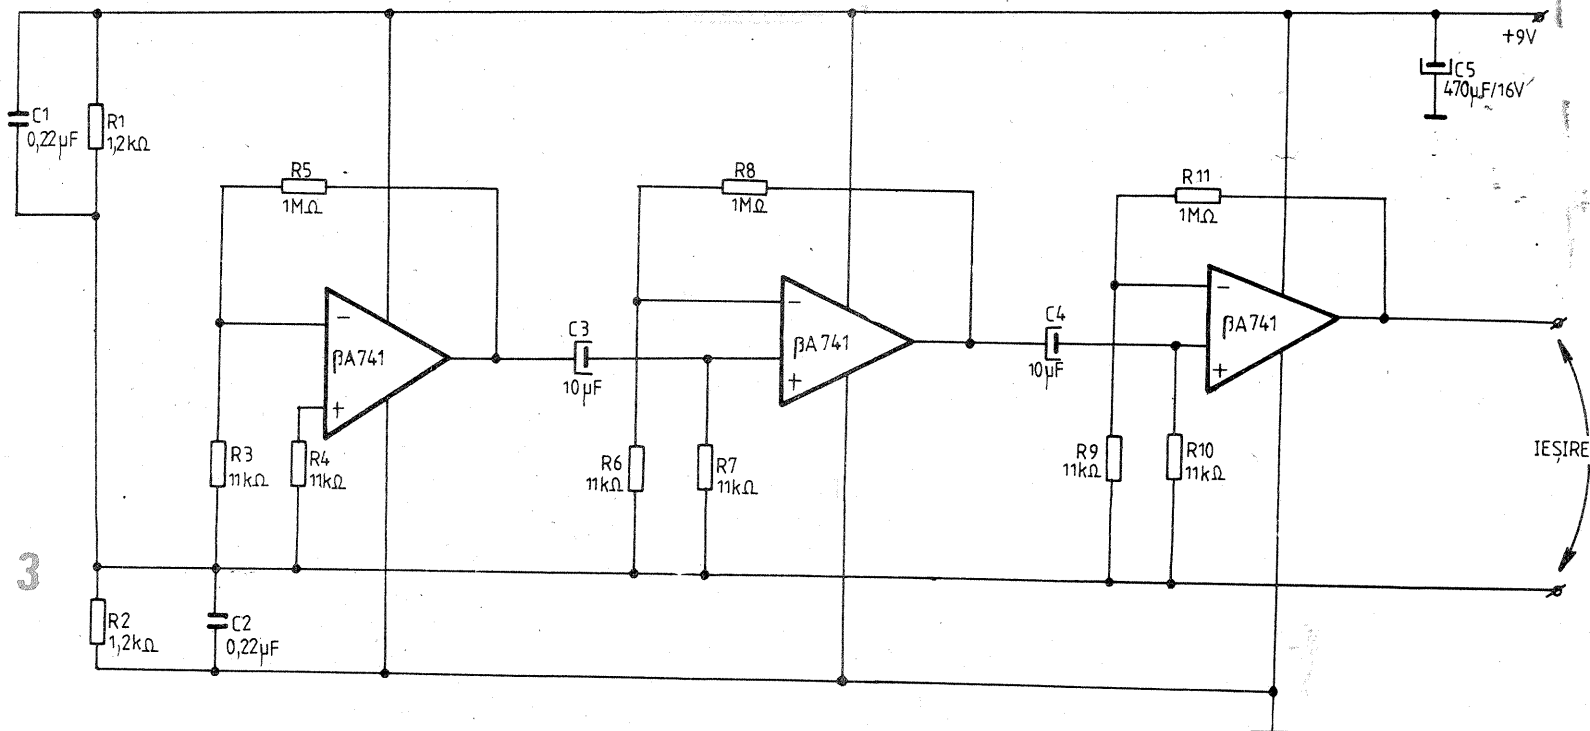 +9V
C5
470µF/16V
C1
0,22µF
R1
1,2kΩ
R5
1MΩ
R8
1MΩ
R11
1MΩ
−
βA741
+
C3
10µF
−
βA741
+
C4
10µF
−
βA741
+
R3
11kΩ
R4
11kΩ
R6
11kΩ
R7
11kΩ
R9
11kΩ
R10
11kΩ
IEȘIRE
3
R2
1,2kΩ
C2
0,22µF